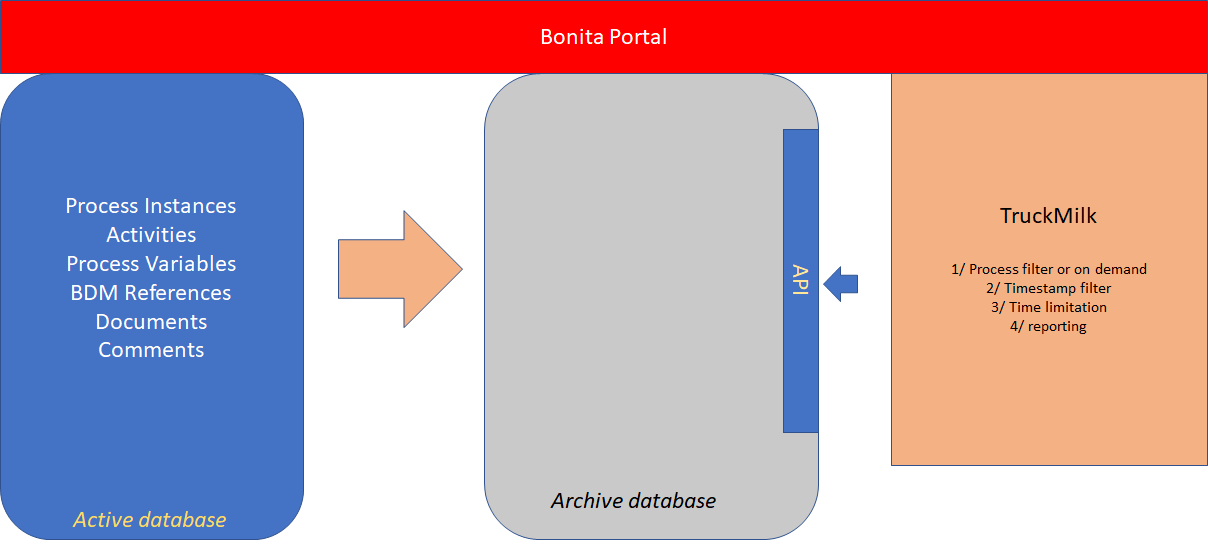 Bonita Portal
Process Instances
Activities
Process Variables
BDM References
Documents
Comments
Active database
Archive database
API
TruckMilk
1/ Process filter or on demand
2/ Timestamp filter
3/ Time limitation
4/ reporting